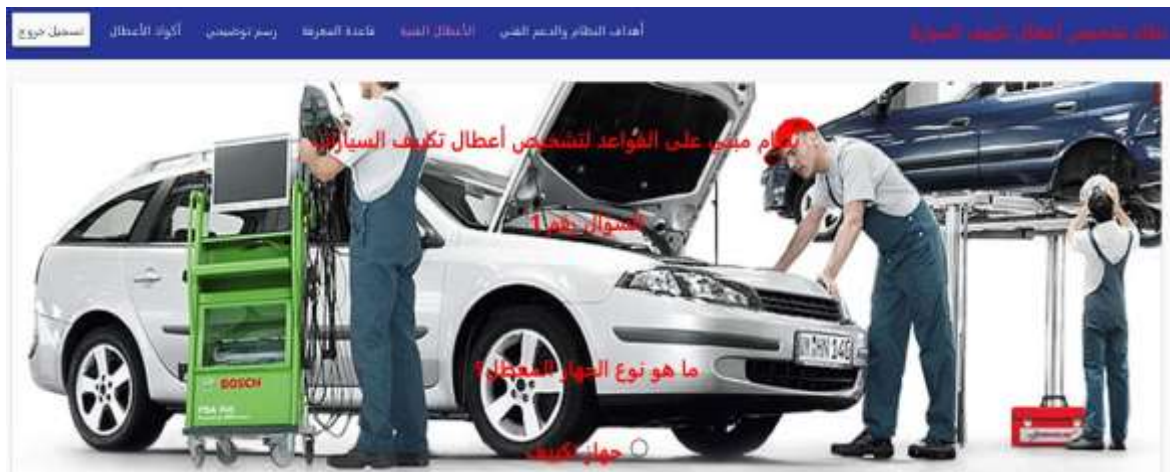 نظام تشخيص أعطال تكييف السيارة
أهداف النظام والدعم الفني
الأعطال الفنية
قاعدة المعرفة
رسم توضيحي
أكواد الأعطال
تسجيل خروج
نظام مبني على القواعد لتشخيص أعطال تكييف السيارات
السؤال رقم 1
ما هو نوع الجهاز المعطل؟
جهاز تكييف
BOSCH